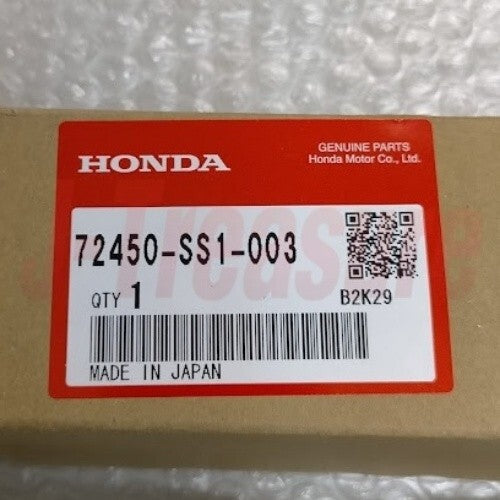 HONDA
GENUINE PARTS
Honda Motor Co., Ltd.
72450-SS1-003
QTY 1
B2K29
MADE IN JAPAN